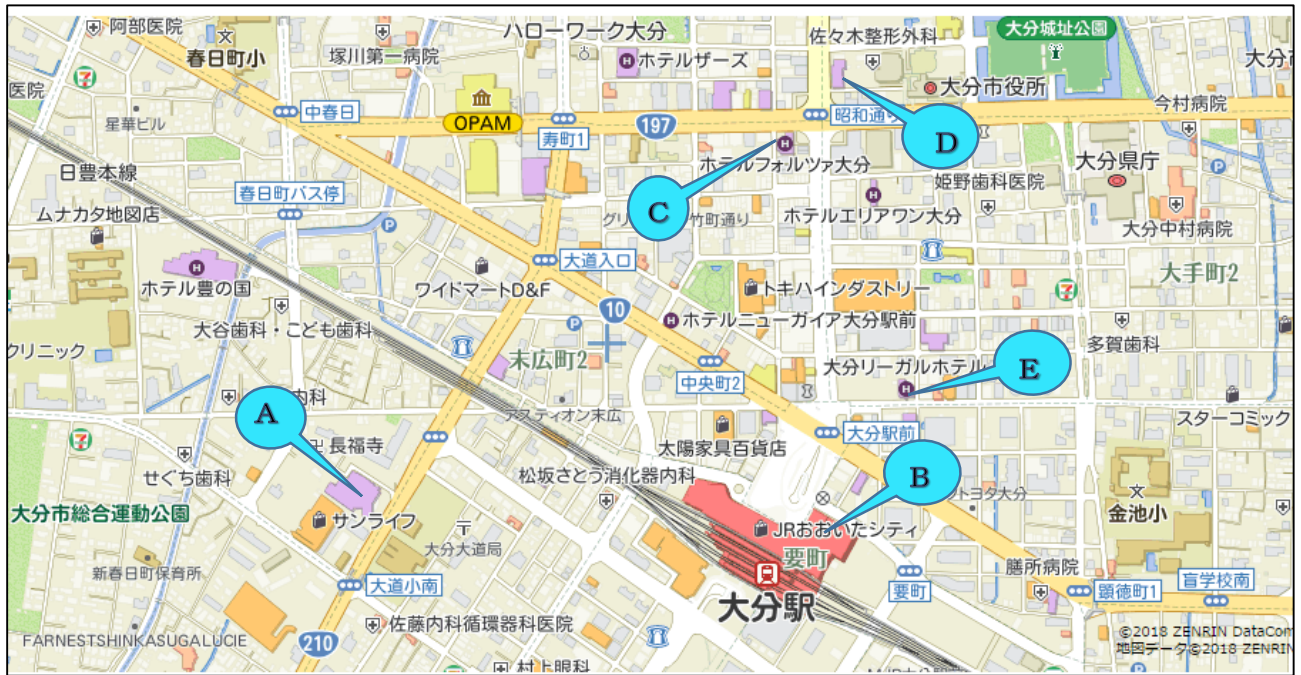 阿部医院
春日町小
塚川第一病院
ハローワーク大分
ホテルザーズ
佐々木整形外科
大分城址公園
大分市役所
医院
星華ビル
中春日
OPAM
寿町1
197
昭和通り
D
今村病院
日豊本線
春日町バス停
ホテルフォルツァ大分
大分県庁
姫野歯科医院
ムナカタ地図店
C
竹町通り
ホテルエリアワン大分
大分中村病院
大道入口
ホテル豊の国
ワイドマートD&F
トキハインダストリー
大手町2
10
大谷歯科・こども歯科
ホテルニューガイア大分駅前
クリニック
末広町2
中央町2
大分リーガルホテル
E
多賀歯科
A
内科
アスティオン末広
スターコミック
卍長福寺
太陽家具百貨店
大分駅前
せぐち歯科
松坂さとう消化器内科
B
トヨタ大分
大分市総合運動公園
サンライフ
JRおおいたシティ
金池小
大分大道局
要町
新春日町保育所
膳所病院
大道小南
大分駅
要町
顕徳町1
盲学校南
FARNESTSHINKASUGALUCIE
210
佐藤内科循環器科医院
村上眼科
©2018 ZENRIN DataCom
地図データ©2018 ZENRIN